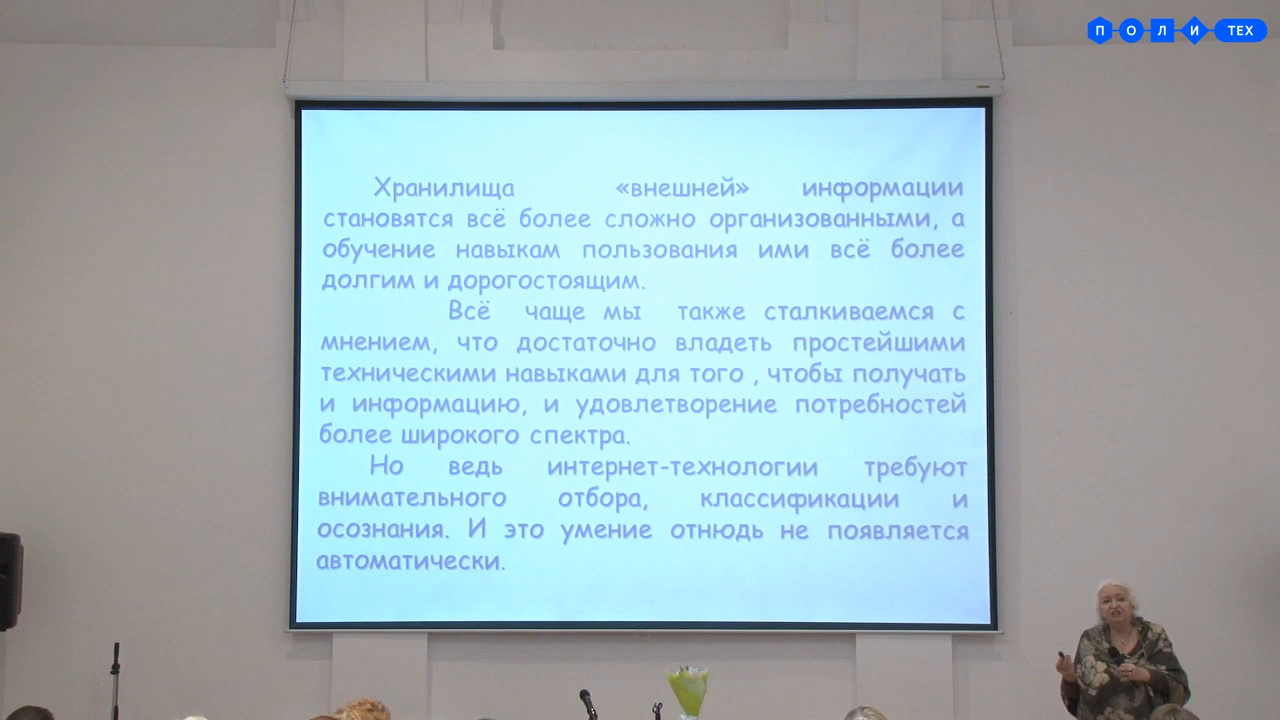 ПОЛИТЕХ
Хранилища «внешней» информации
становятся всё более сложно организованными, а
обучение навыкам пользования ими всё более
долгим и дорогостоящим.
Всё чаще мы также сталкиваемся с
мнением, что достаточно владеть простейшими
техническими навыками для того , чтобы получать
и информацию, и удовлетворение потребностей
более широкого спектра.
Но ведь интернет-технологии требуют
внимательного отбора, классификации и
осознания. И это умение отнюдь не появляется
автоматически.